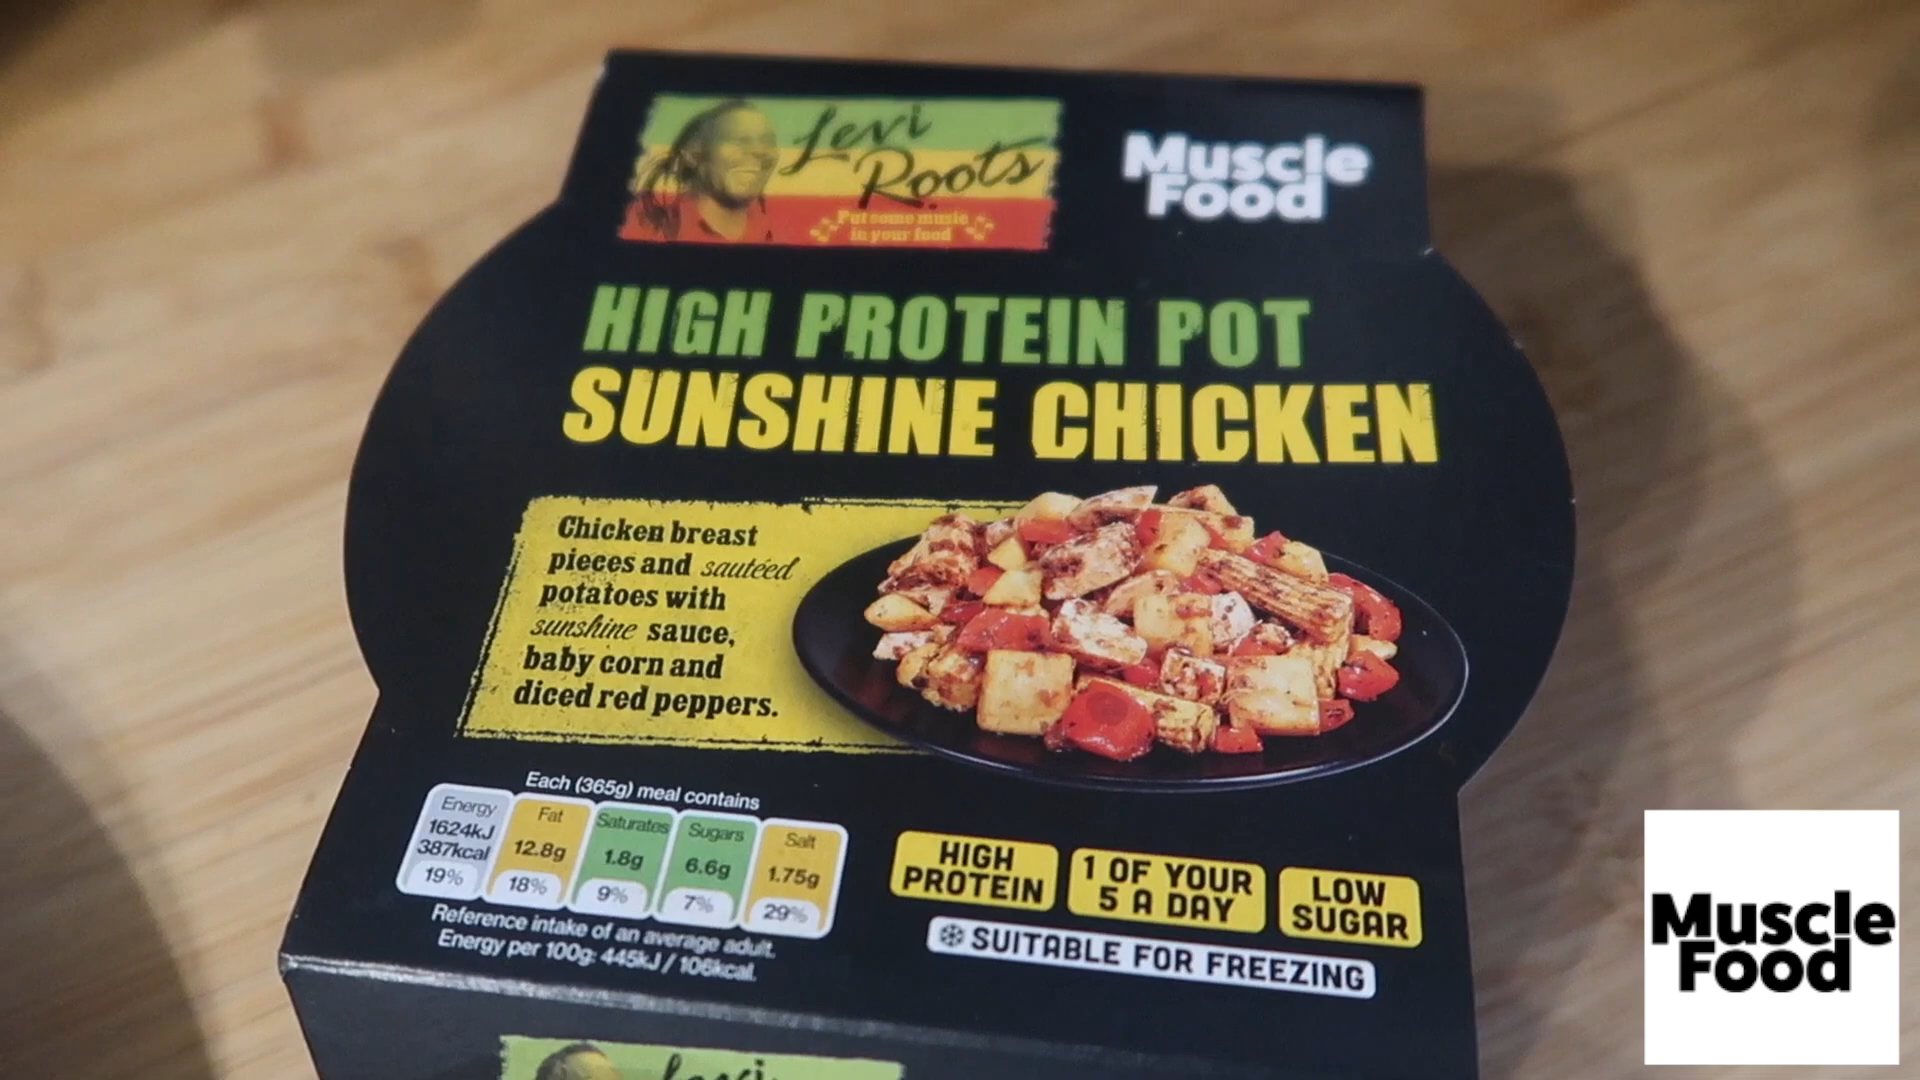 Levi
Roots
Put some music
in your food
Muscle
Food
HIGH PROTEIN POT
SUNSHINE CHICKEN
Chicken breast
pieces and sautéed
potatoes with
sunshine sauce,
baby corn and
diced red peppers.
Each (365g) meal contains
Energy
1624kJ
387kcal
19%
Fat
12.8g
18%
Saturates
1.8g
9%
Sugars
6.6g
7%
Salt
1.75g
29%
Reference intake of an average adult.
Energy per 100g: 445kJ / 106kcal.
HIGH
PROTEIN
1 OF YOUR
5 A DAY
LOW
SUGAR
SUITABLE FOR FREEZING
Levi
Muscle
Food